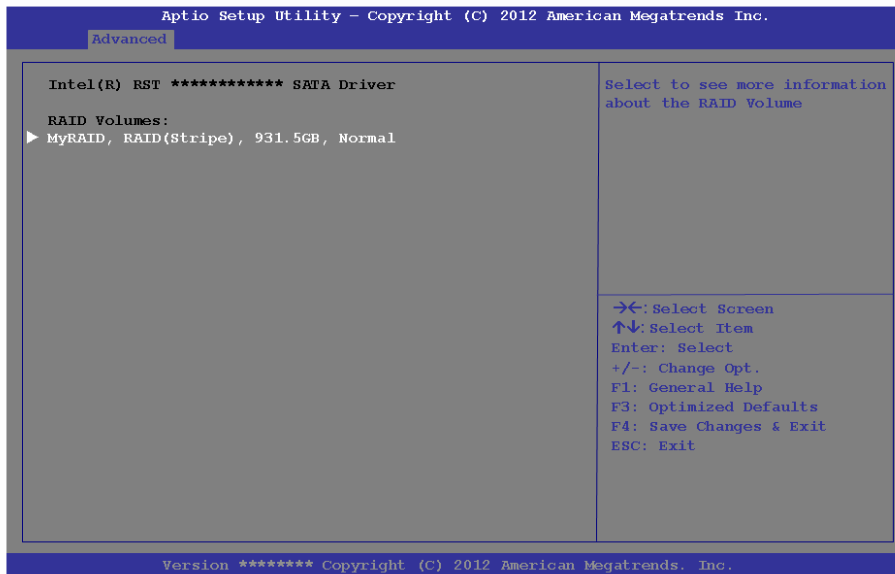 Aptio Setup Utility – Copyright (C) 2012 American Megatrends Inc.
Advanced
Intel(R) RST ************ SATA Driver
RAID Volumes:
▶ MyRAID, RAID(Stripe), 931.5GB, Normal
Select to see more information
about the RAID Volume
→←: Select Screen
↑↓: Select Item
Enter: Select
+/-: Change Opt.
F1: General Help
F3: Optimized Defaults
F4: Save Changes & Exit
ESC: Exit
Version ******** Copyright (C) 2012 American Megatrends. Inc.